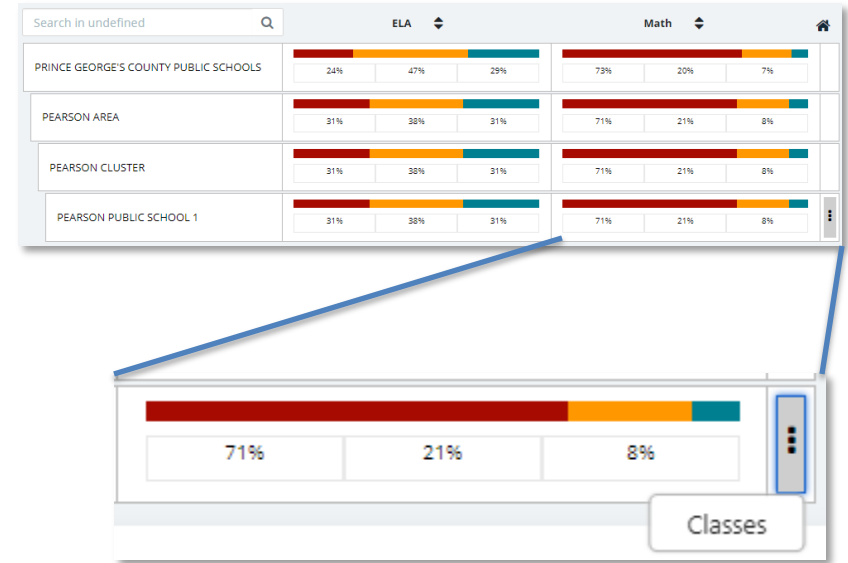 Search in undefined ELA Math
PRINCE GEORGE'S COUNTY PUBLIC SCHOOLS 24% 47% 29% 73% 20% 7%
PEARSON AREA 31% 38% 31% 71% 21% 8%
PEARSON CLUSTER 31% 38% 31% 71% 21% 8%
PEARSON PUBLIC SCHOOL 1 31% 38% 31% 71% 21% 8%
71% 21% 8%
Classes